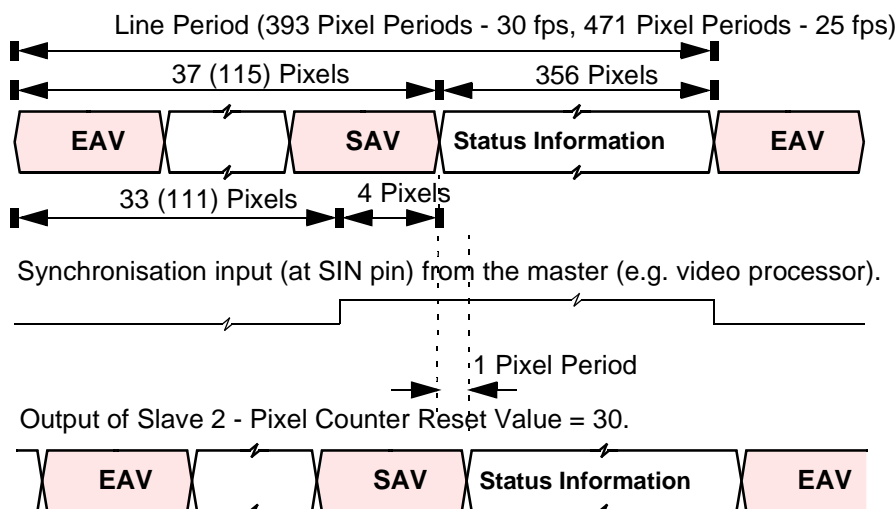 Line Period (393 Pixel Periods - 30 fps, 471 Pixel Periods - 25 fps)
37 (115) Pixels 356 Pixels
EAV SAV Status Information EAV
33 (111) Pixels 4 Pixels
Synchronisation input (at SIN pin) from the master (e.g. video processor).
1 Pixel Period
Output of Slave 2 - Pixel Counter Reset Value = 30.
EAV SAV Status Information EAV